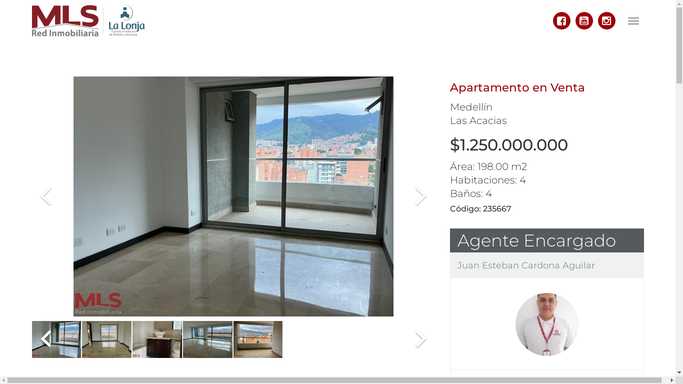 MLS
Red Inmobiliaria
La Lonja
Apartamento en Venta
Medellín
Las Acacias
$1.250.000.000
Área: 198.00 m2
Habitaciones: 4
Baños: 4
Código: 235667
Agente Encargado
Juan Esteban Cardona Aguilar
MLS
Red Inmobiliaria